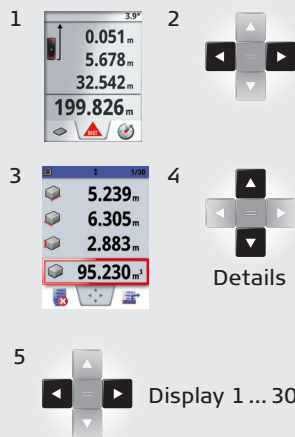 1
3.9°
0.051 m
5.678 m
32.542 m
199.826 m
DIST
2
=
3
1/30
5.239 m
6.305 m
2.883 m
95.230 m³
4
=
Details
5
=
Display 1 ... 30